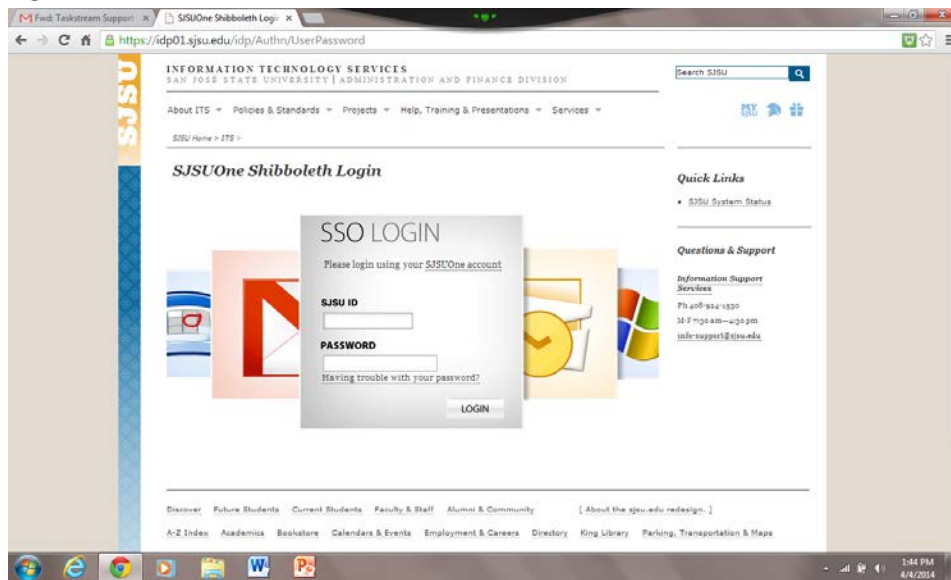 Fwd: Taskstream Support
SJSUOne Shibboleth Logi
https://idp01.sjsu.edu/idp/Authn/UserPassword
SJSU
INFORMATION TECHNOLOGY SERVICES
SAN JOSÉ STATE UNIVERSITY | ADMINISTRATION AND FINANCE DIVISION
Search SJSU
About ITS Policies & Standards Projects Help, Training & Presentations Services
MY SJSU
SJSU Home > ITS >
SJSUOne Shibboleth Login
Quick Links
SJSU System Status
SSO LOGIN
Please login using your SJSUOne account
SJSU ID
PASSWORD
Having trouble with your password?
LOGIN
Questions & Support
Information Support
Services
Ph 408-924-1530
M-F 7:30 am—4:30 pm
info-support@sjsu.edu
Discover Future Students Current Students Faculty & Staff Alumni & Community [ About the sjsu.edu redesign. ]
A-Z Index Academics Bookstore Calendars & Events Employment & Careers Directory King Library Parking, Transportation & Maps
1:44 PM
4/4/2014